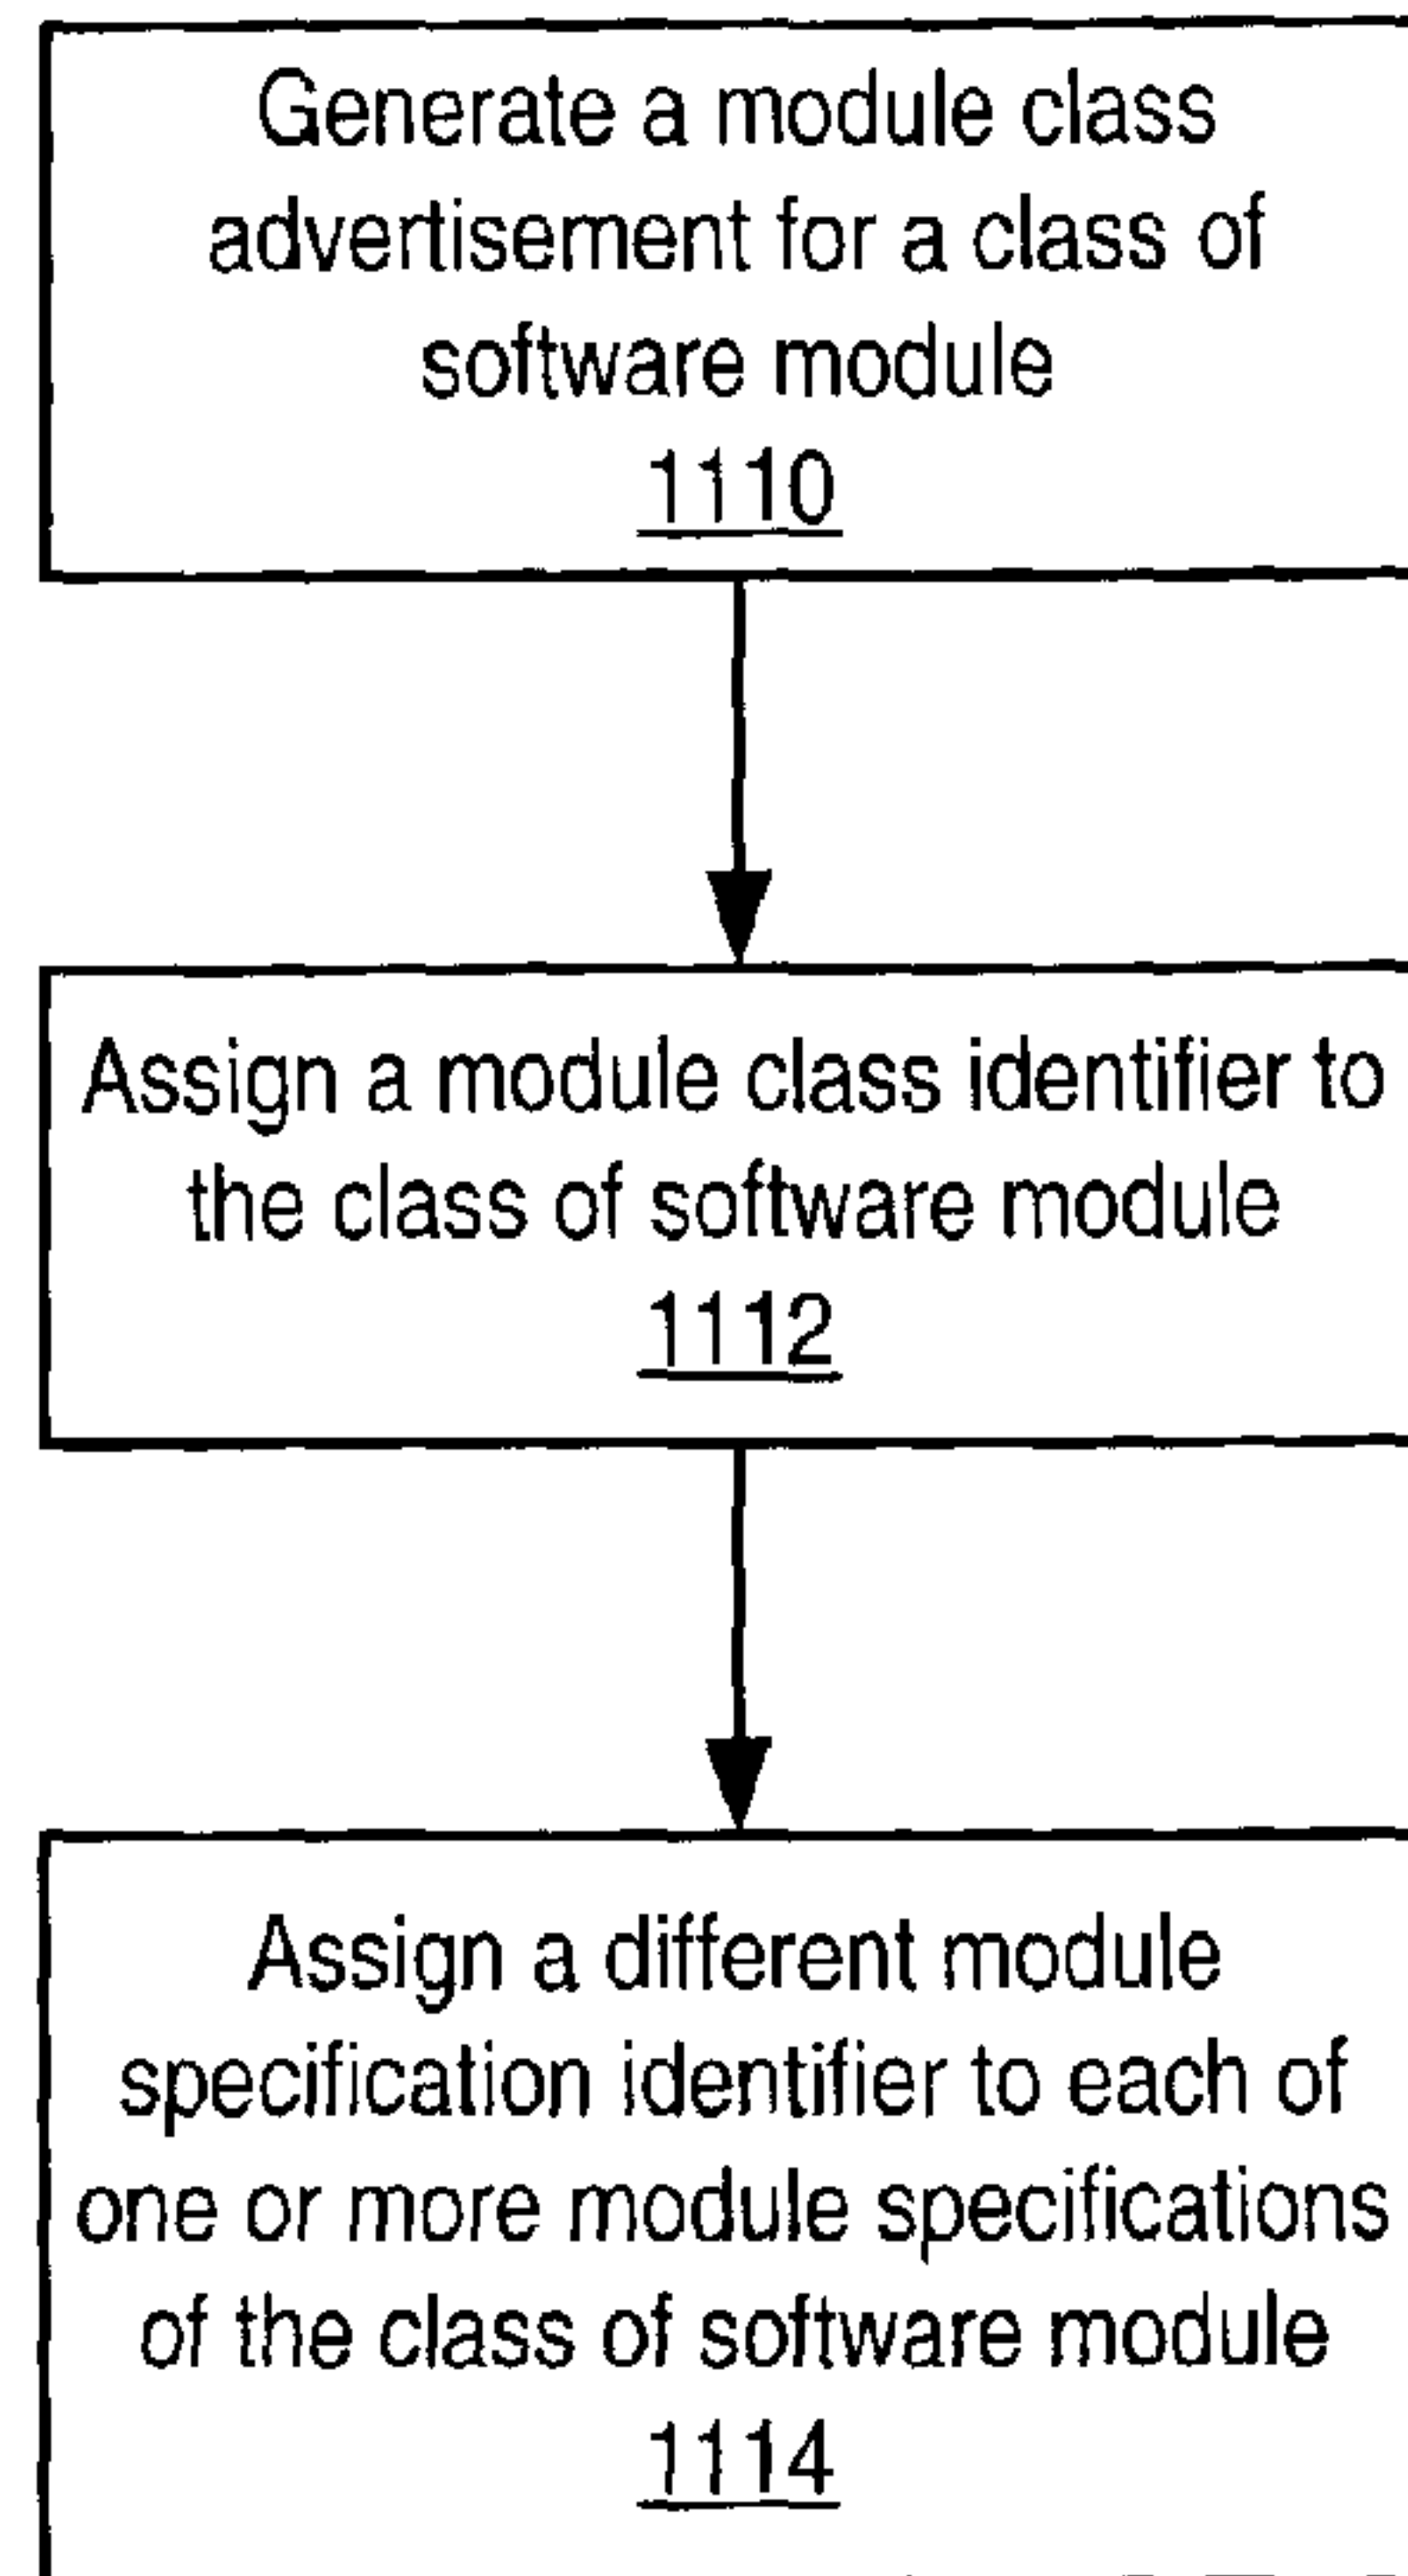 Generate a module class
advertisement for a class of
software module
1110
Assign a module class identifier to
the class of software module
1112
Assign a different module
specification identifier to each of
one or more module specifications
of the class of software module
1114